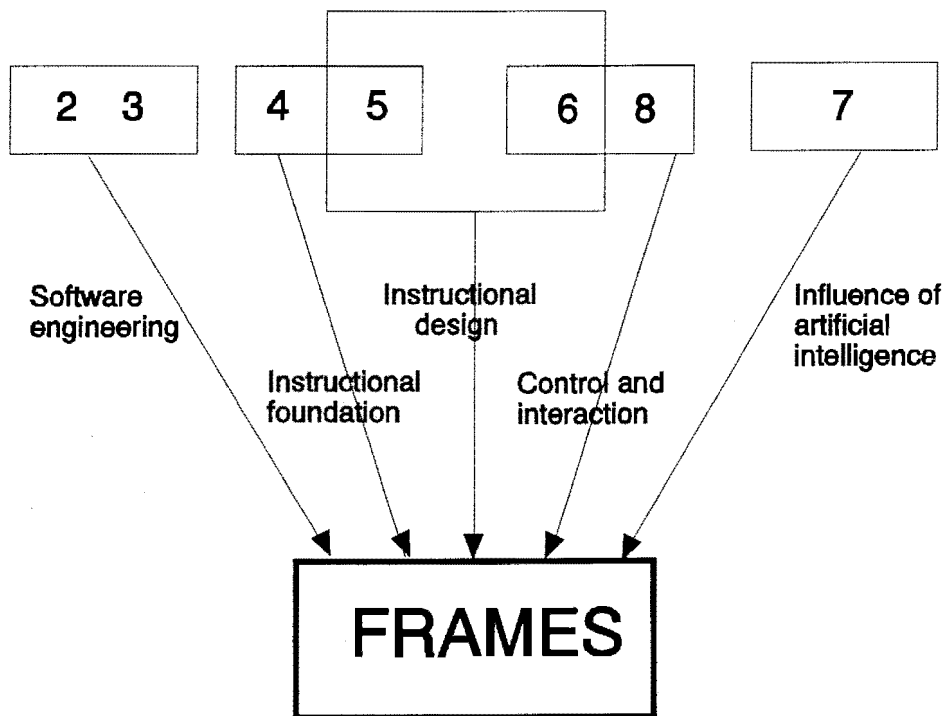 2 3
4
5
6
8
7
Software
engineering
Instructional
foundation
Instructional
design
Control and
interaction
Influence of
artificial
intelligence
FRAMES